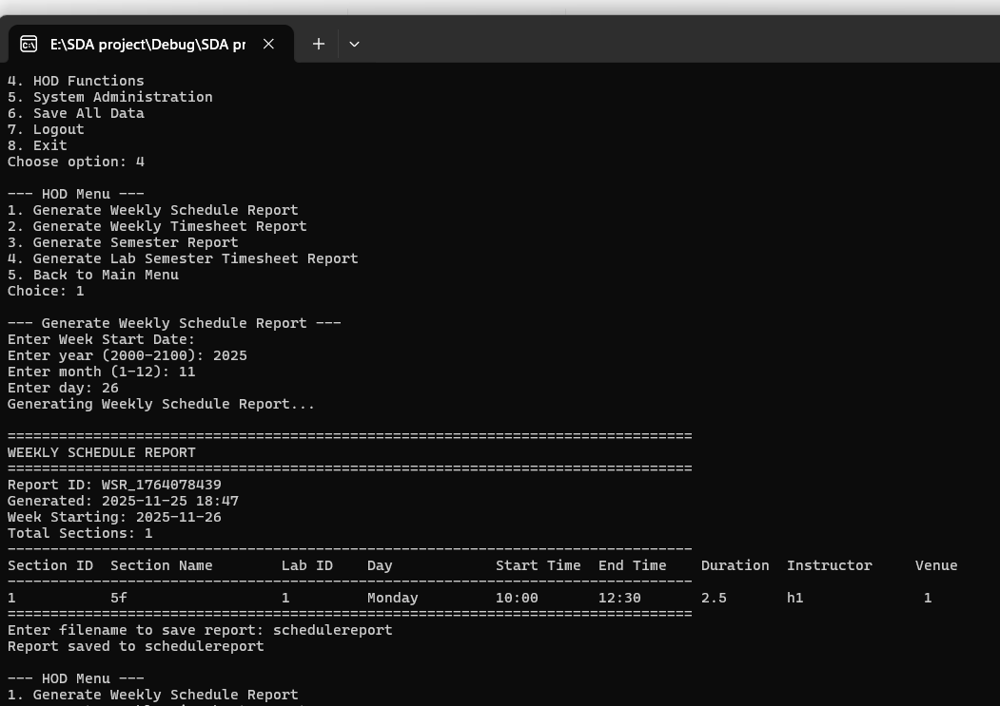 E:\SDA project\Debug\SDA pr
4. HOD Functions
5. System Administration
6. Save All Data
7. Logout
8. Exit
Choose option: 4
--- HOD Menu ---
1. Generate Weekly Schedule Report
2. Generate Weekly Timesheet Report
3. Generate Semester Report
4. Generate Lab Semester Timesheet Report
5. Back to Main Menu
Choice: 1
--- Generate Weekly Schedule Report ---
Enter Week Start Date:
Enter year (2000-2100): 2025
Enter month (1-12): 11
Enter day: 26
Generating Weekly Schedule Report...
================================================================================
WEEKLY SCHEDULE REPORT
================================================================================
Report ID: WSR_1764078439
Generated: 2025-11-25 18:47
Week Starting: 2025-11-26
Total Sections: 1
--------------------------------------------------------------------------------
Section ID  Section Name        Lab ID    Day            Start Time  End Time    Duration  Instructor     Venue
--------------------------------------------------------------------------------
1           5f                  1         Monday         10:00       12:30       2.5       h1              1
================================================================================
Enter filename to save report: schedulereport
Report saved to schedulereport
--- HOD Menu ---
1. Generate Weekly Schedule Report